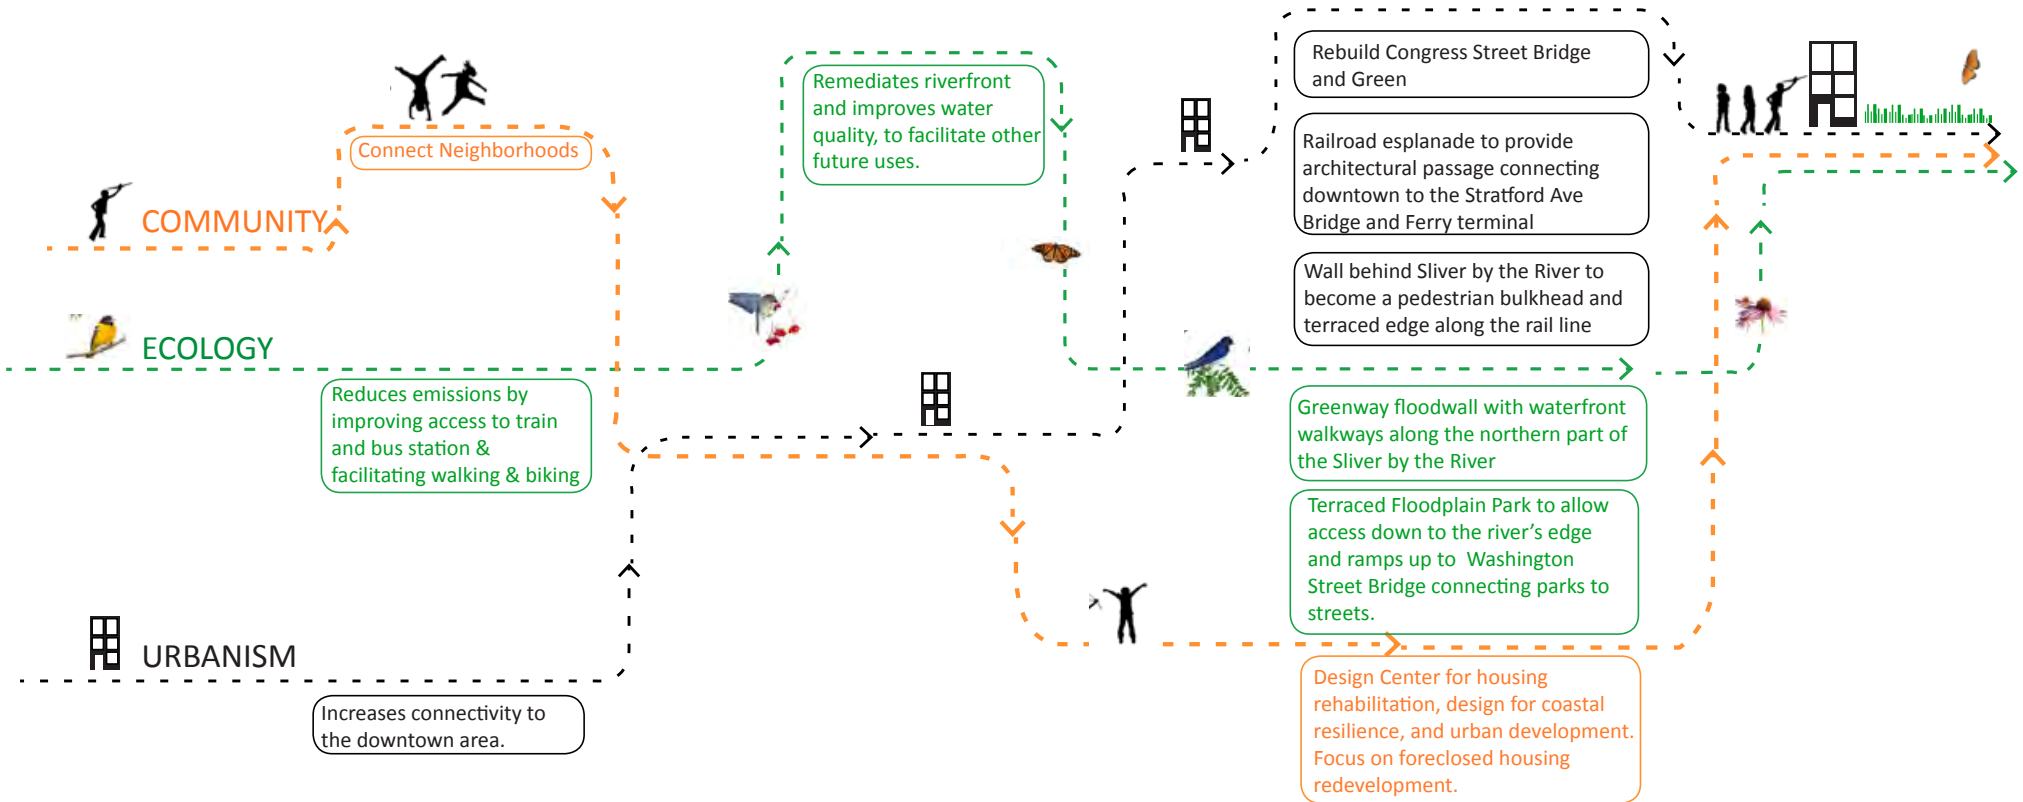 COMMUNITY
Connect Neighborhoods
ECOLOGY
Reduces emissions by
improving access to train
and bus station &
facilitating walking & biking
URBANISM
Increases connectivity to
the downtown area.
Remediates riverfront
and improves water
quality, to facilitate other
future uses.
Rebuild Congress Street Bridge
and Green
Railroad esplanade to provide
architectural passage connecting
downtown to the Stratford Ave
Bridge and Ferry terminal
Wall behind Sliver by the River to
become a pedestrian bulkhead and
terraced edge along the rail line
Greenway floodwall with waterfront
walkways along the northern part of
the Sliver by the River
Terraced Floodplain Park to allow
access down to the river’s edge
and ramps up to  Washington
Street Bridge connecting parks to
streets.
Design Center for housing
rehabilitation, design for coastal
resilience, and urban development.
Focus on foreclosed housing
redevelopment.